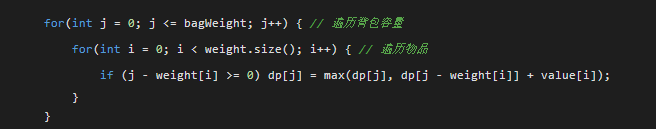 for(int j = 0; j <= bagWeight; j++) { // 遍历背包容量
    for(int i = 0; i < weight.size(); i++) { // 遍历物品
        if (j - weight[i] >= 0) dp[j] = max(dp[j], dp[j - weight[i]] + value[i]);
    }
}